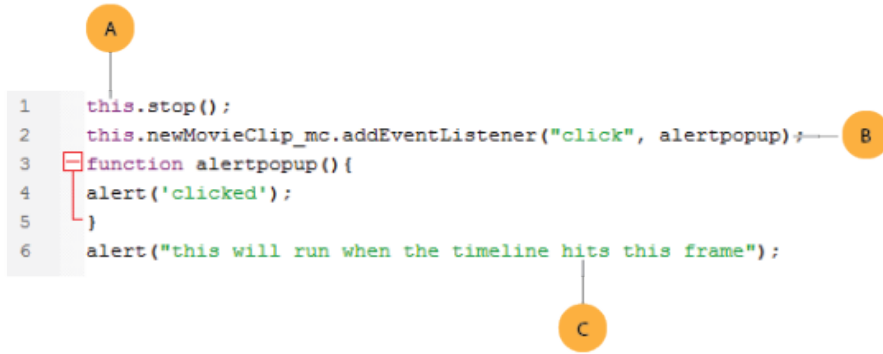 A
1 this.stop();
2 this.newMovieClip_mc.addEventListener("click", alertpopup);
B
3 function alertpopup(){
4 alert('clicked');
5 }
6 alert("this will run when the timeline hits this frame");
C